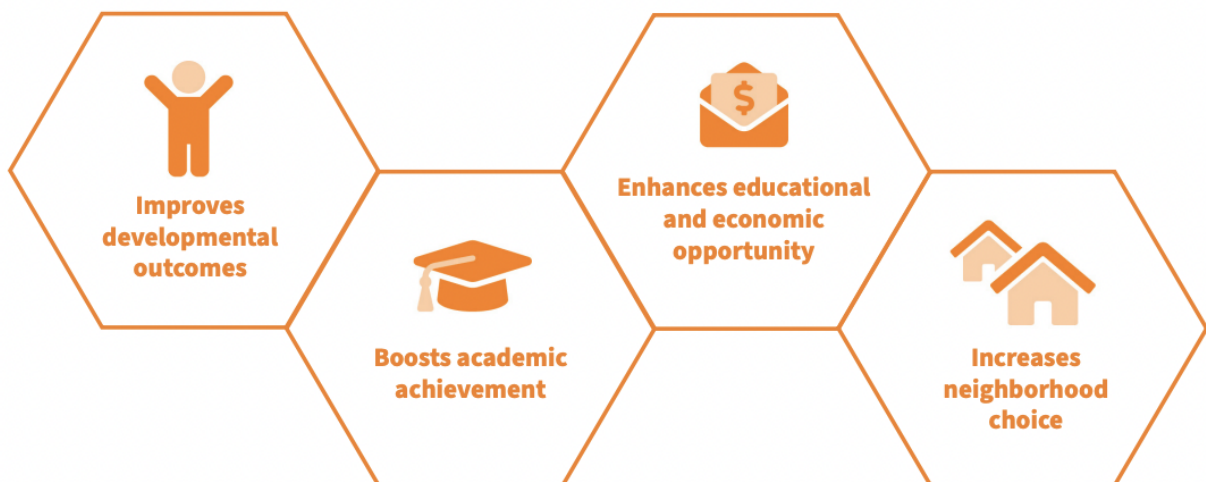 Improves
developmental
outcomes
Boosts academic
achievement
$
Enhances educational
and economic
opportunity
Increases
neighborhood
choice